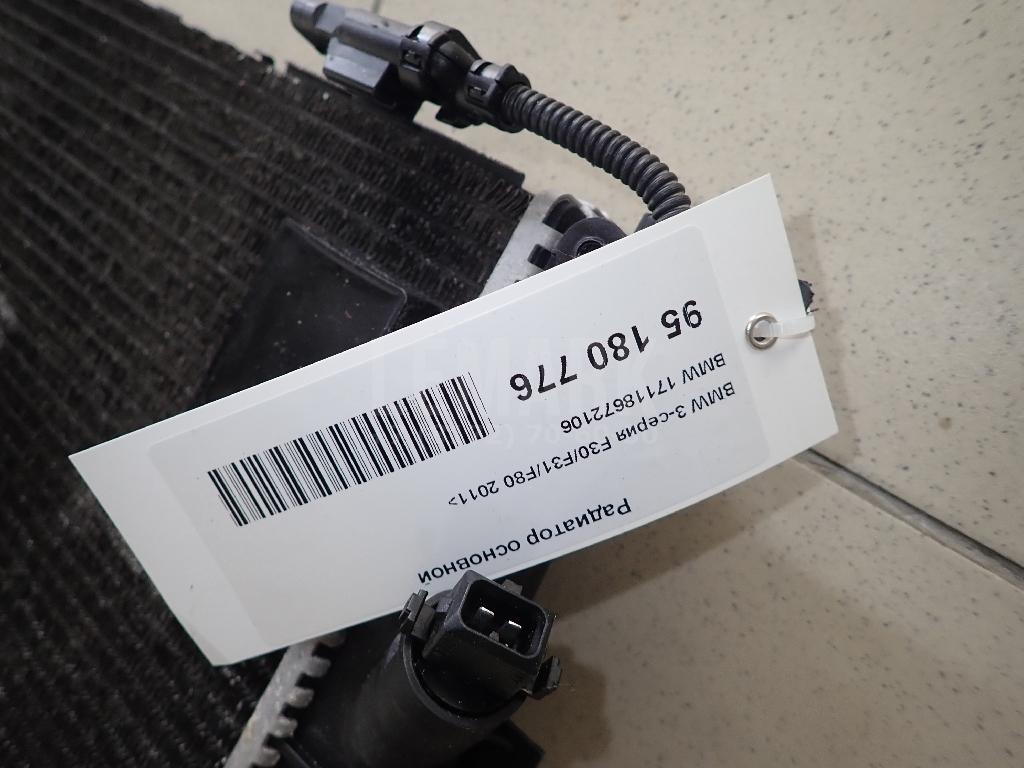 Радиатор основной
BMW 3-серия F30/F31/F80 2011>
BMW 17118672106
95 180 776